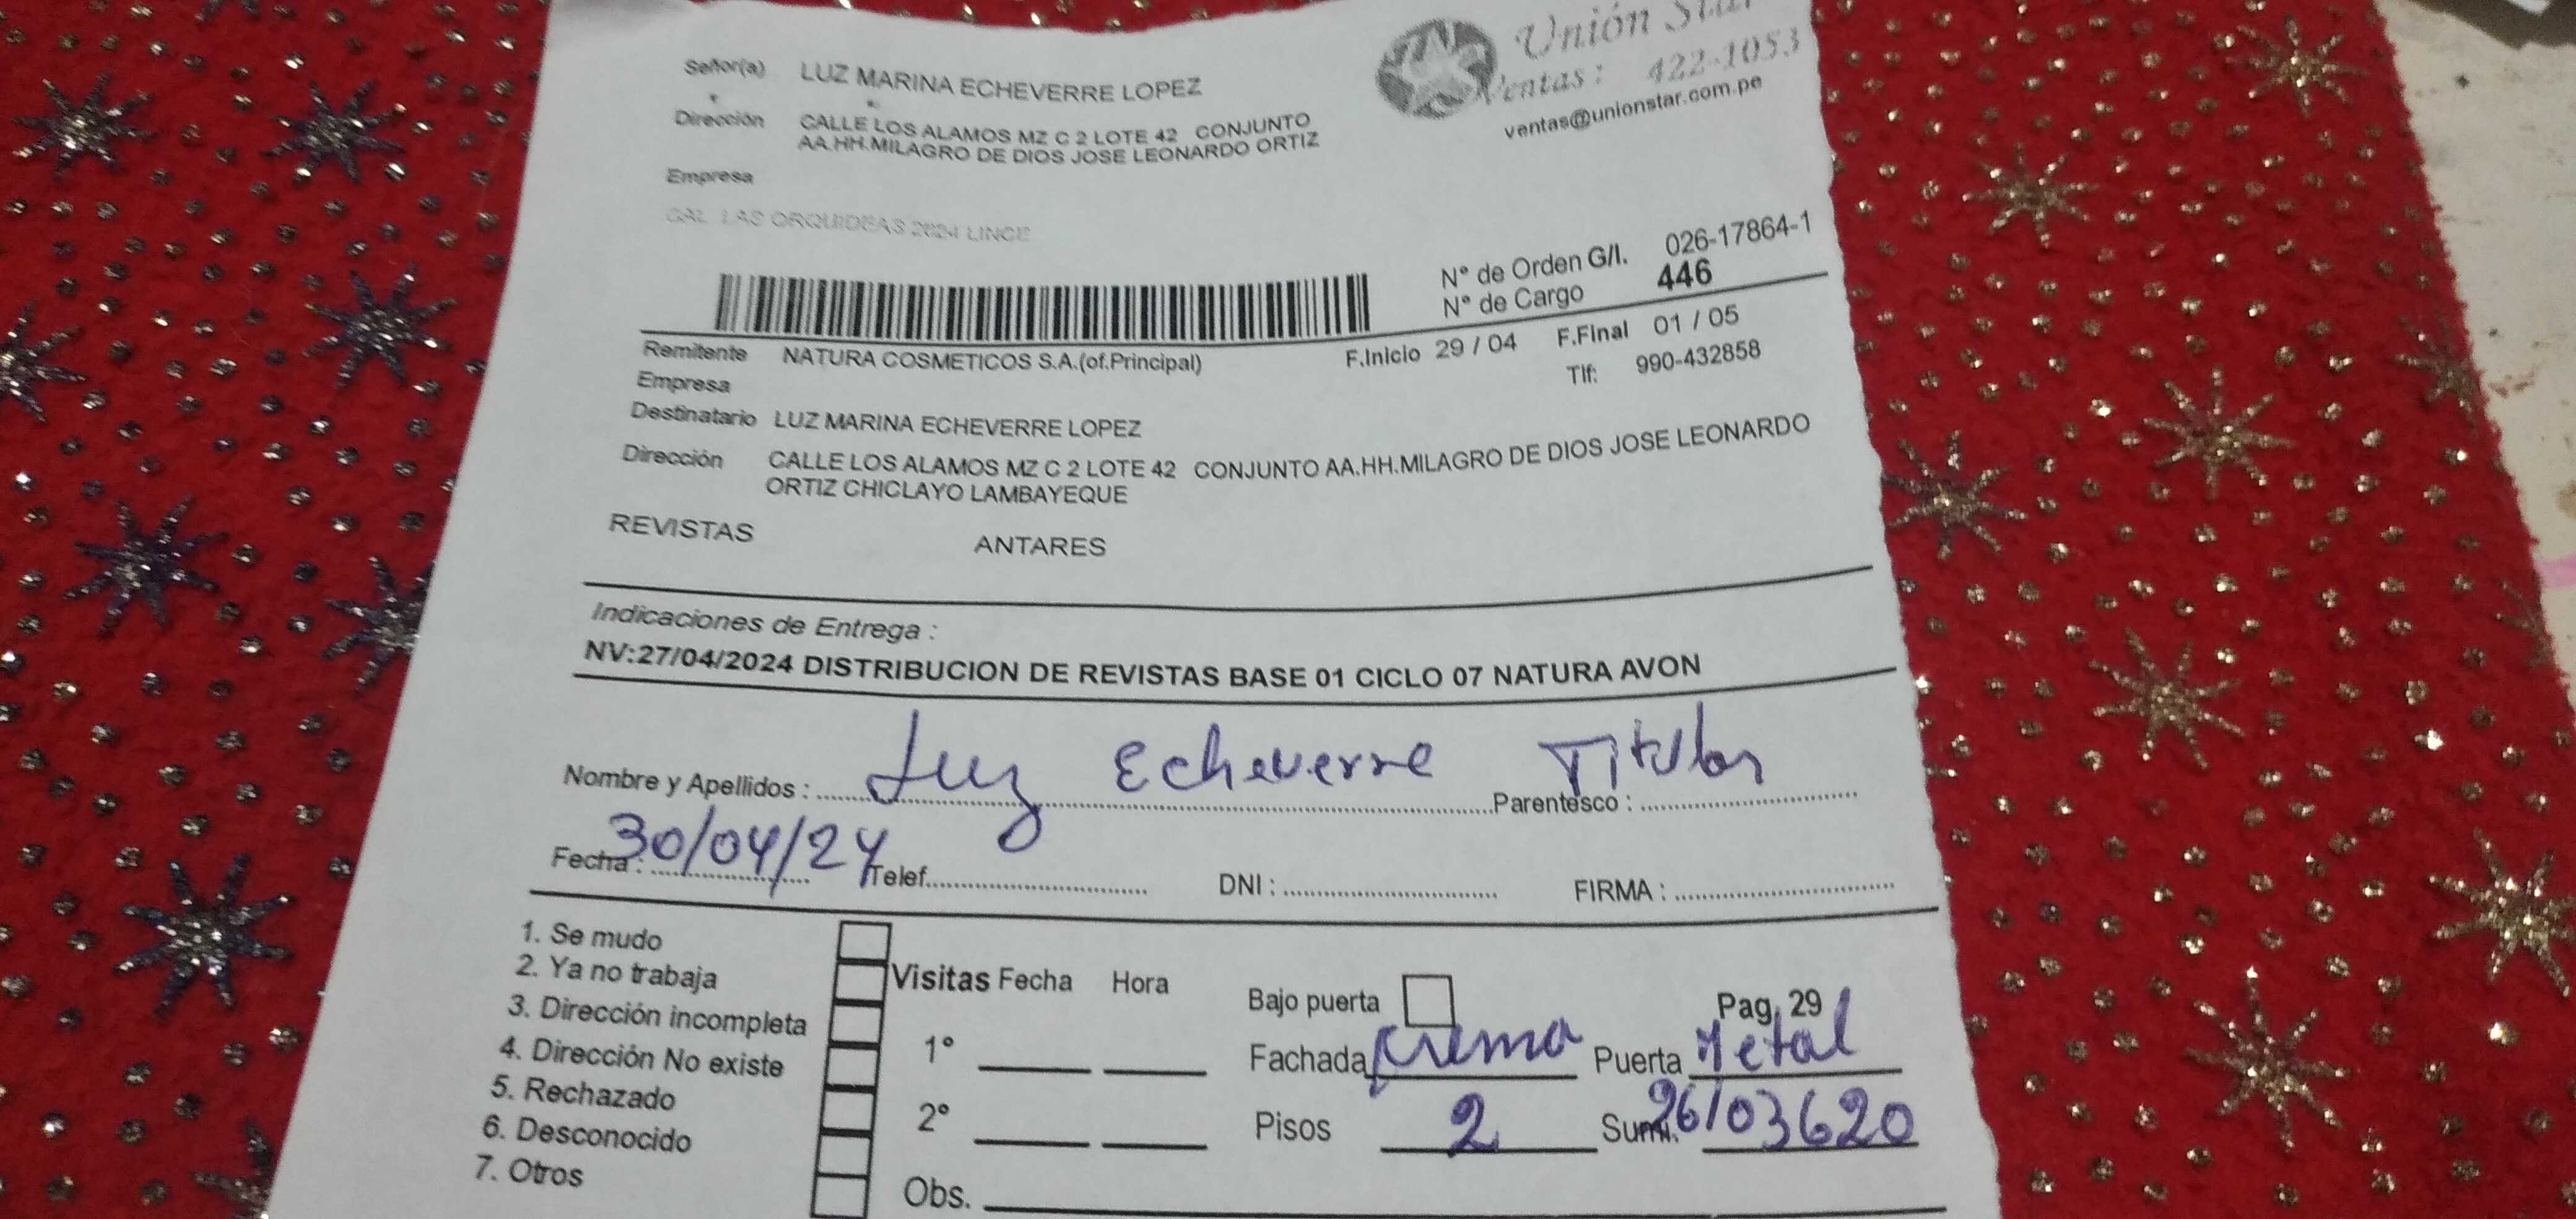 Señor(a) LUZ MARINA ECHEVERRE LOPEZ
Unión Star
Ventas : 422-1053
ventas@unionstar.com.pe
Dirección CALLE LOS ALAMOS MZ C 2 LOTE 42 CONJUNTO
AA.HH.MILAGRO DE DIOS JOSE LEONARDO ORTIZ
Empresa
CAL LAS ORQUIDEAS 2624 LINCE
N° de Orden G/I. 026-17864-1
N° de Cargo 446
Remitente NATURA COSMETICOS S.A.(of.Principal) F.Inicio 29 / 04 F.Final 01 / 05
Empresa Tlf: 990-432858
Destinatario LUZ MARINA ECHEVERRE LOPEZ
Dirección CALLE LOS ALAMOS MZ C 2 LOTE 42 CONJUNTO AA.HH.MILAGRO DE DIOS JOSE LEONARDO
ORTIZ CHICLAYO LAMBAYEQUE
REVISTAS ANTARES
Indicaciones de Entrega :
NV:27/04/2024 DISTRIBUCION DE REVISTAS BASE 01 CICLO 07 NATURA AVON
Nombre y Apellidos : Luz Echeverre Parentesco : Titular
Fecha : 30/04/24 Telef. DNI : FIRMA :
1. Se mudo
2. Ya no trabaja
3. Dirección incompleta
4. Dirección No existe
5. Rechazado
6. Desconocido
7. Otros
Visitas Fecha Hora
1°
2°
Obs.
Bajo puerta Pag. 29
Fachada Krema Puerta Metal
Pisos 2 Sumi. 26103620